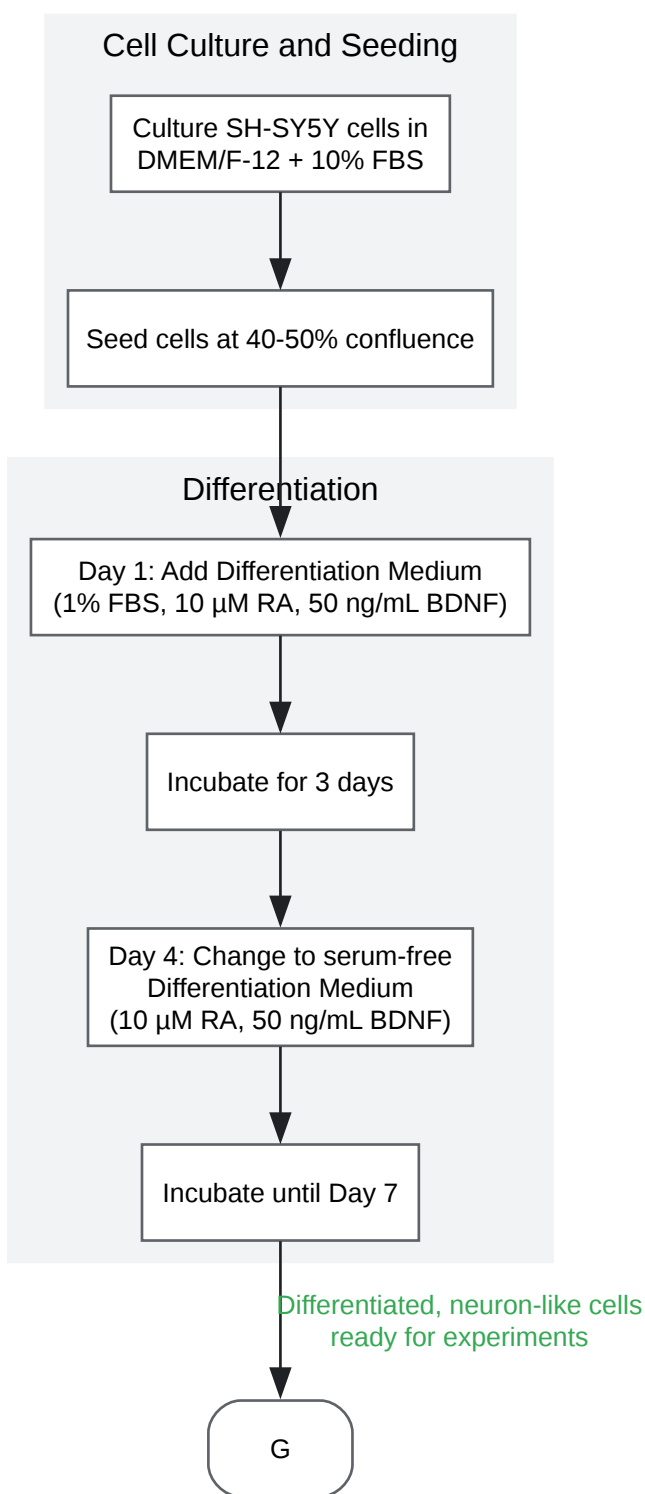 Cell Culture and Seeding
Culture SH-SY5Y cells in
DMEM/F-12 + 10% FBS
Seed cells at 40-50% confluence
Differentiation
Day 1: Add Differentiation Medium
(1% FBS, 10 µM RA, 50 ng/mL BDNF)
Incubate for 3 days
Day 4: Change to serum-free
Differentiation Medium
(10 µM RA, 50 ng/mL BDNF)
Incubate until Day 7
Differentiated, neuron-like cells
ready for experiments
G